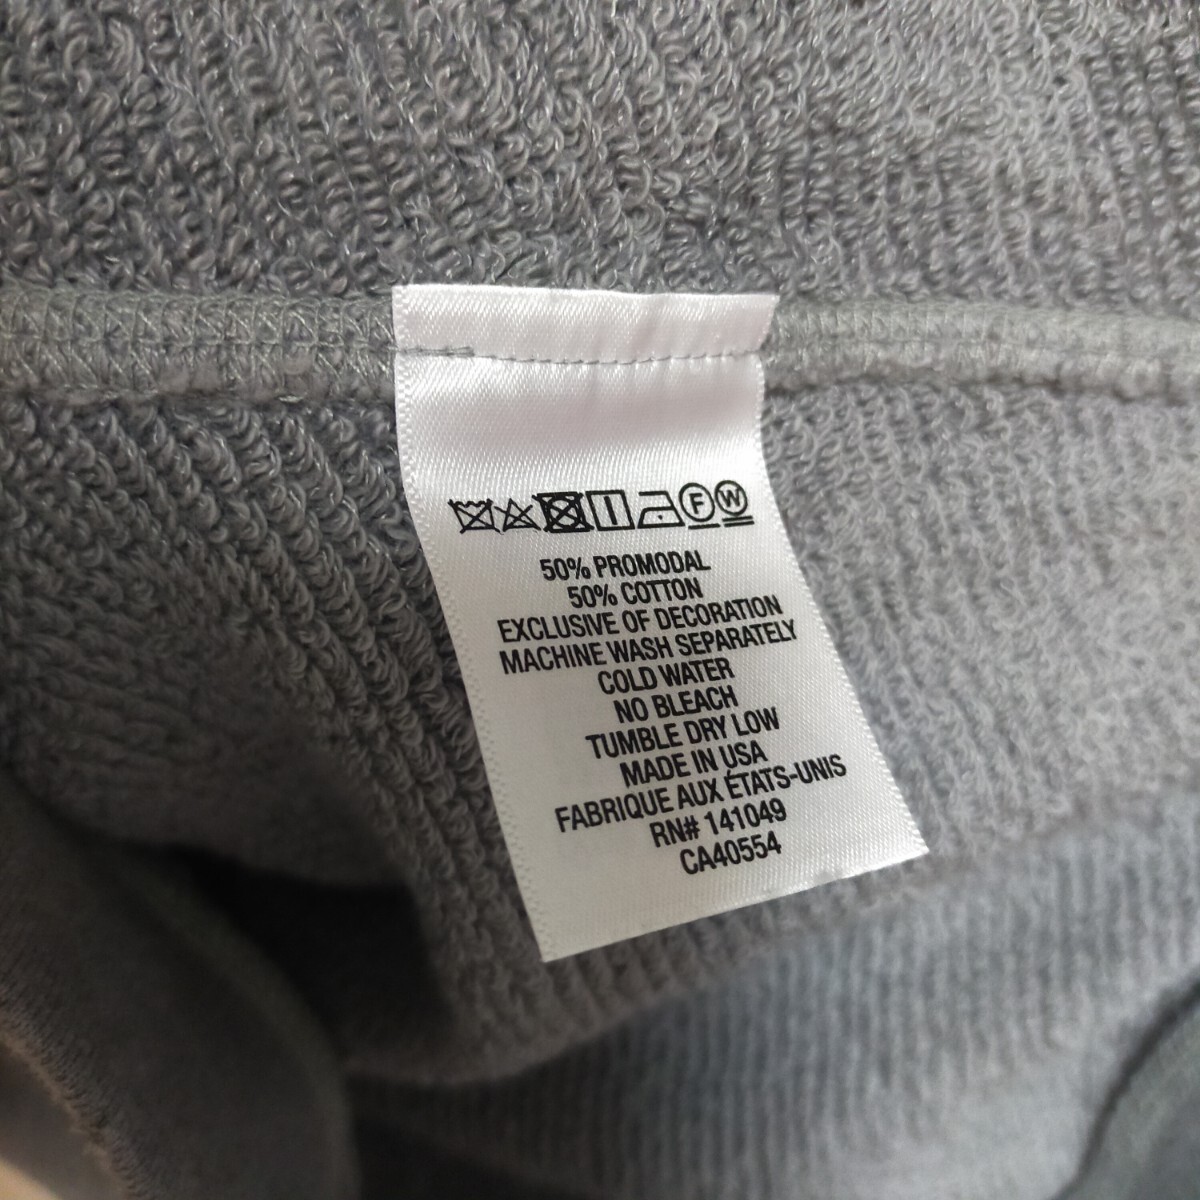 F W
50% PROMODAL
50% COTTON
EXCLUSIVE OF DECORATION
MACHINE WASH SEPARATELY
COLD WATER
NO BLEACH
TUMBLE DRY LOW
MADE IN USA
FABRIQUE AUX ÉTATS-UNIS
RN# 141049
CA40554